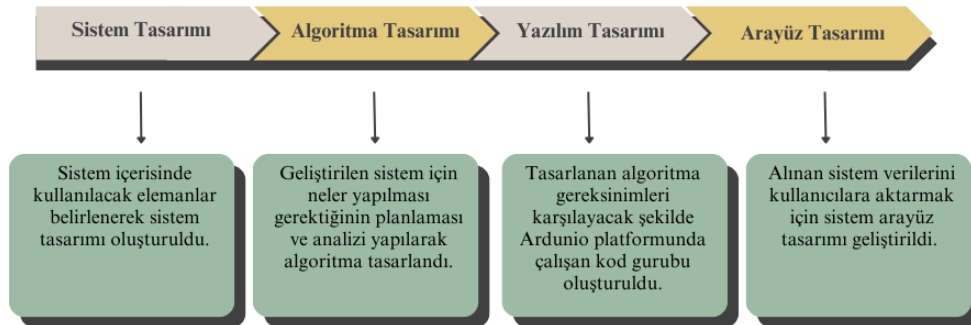 Sistem Tasarımı
Algoritma Tasarımı
Yazılım Tasarımı
Arayüz Tasarımı
Sistem içerisinde
kullanılacak elemanlar
belirlenerek sistem
tasarımı oluşturuldu.
Geliştirilen sistem için
neler yapılması
gerektiğinin planlaması
ve analizi yapılarak
algoritma tasarlandı.
Tasarlanan algoritma
gereksinimleri
karşılayacak şekilde
Ardunio platformunda
çalışan kod gurubu
oluşturuldu.
Alınan sistem verilerini
kullanıcılara aktarmak
için sistem arayüz
tasarımı geliştirildi.